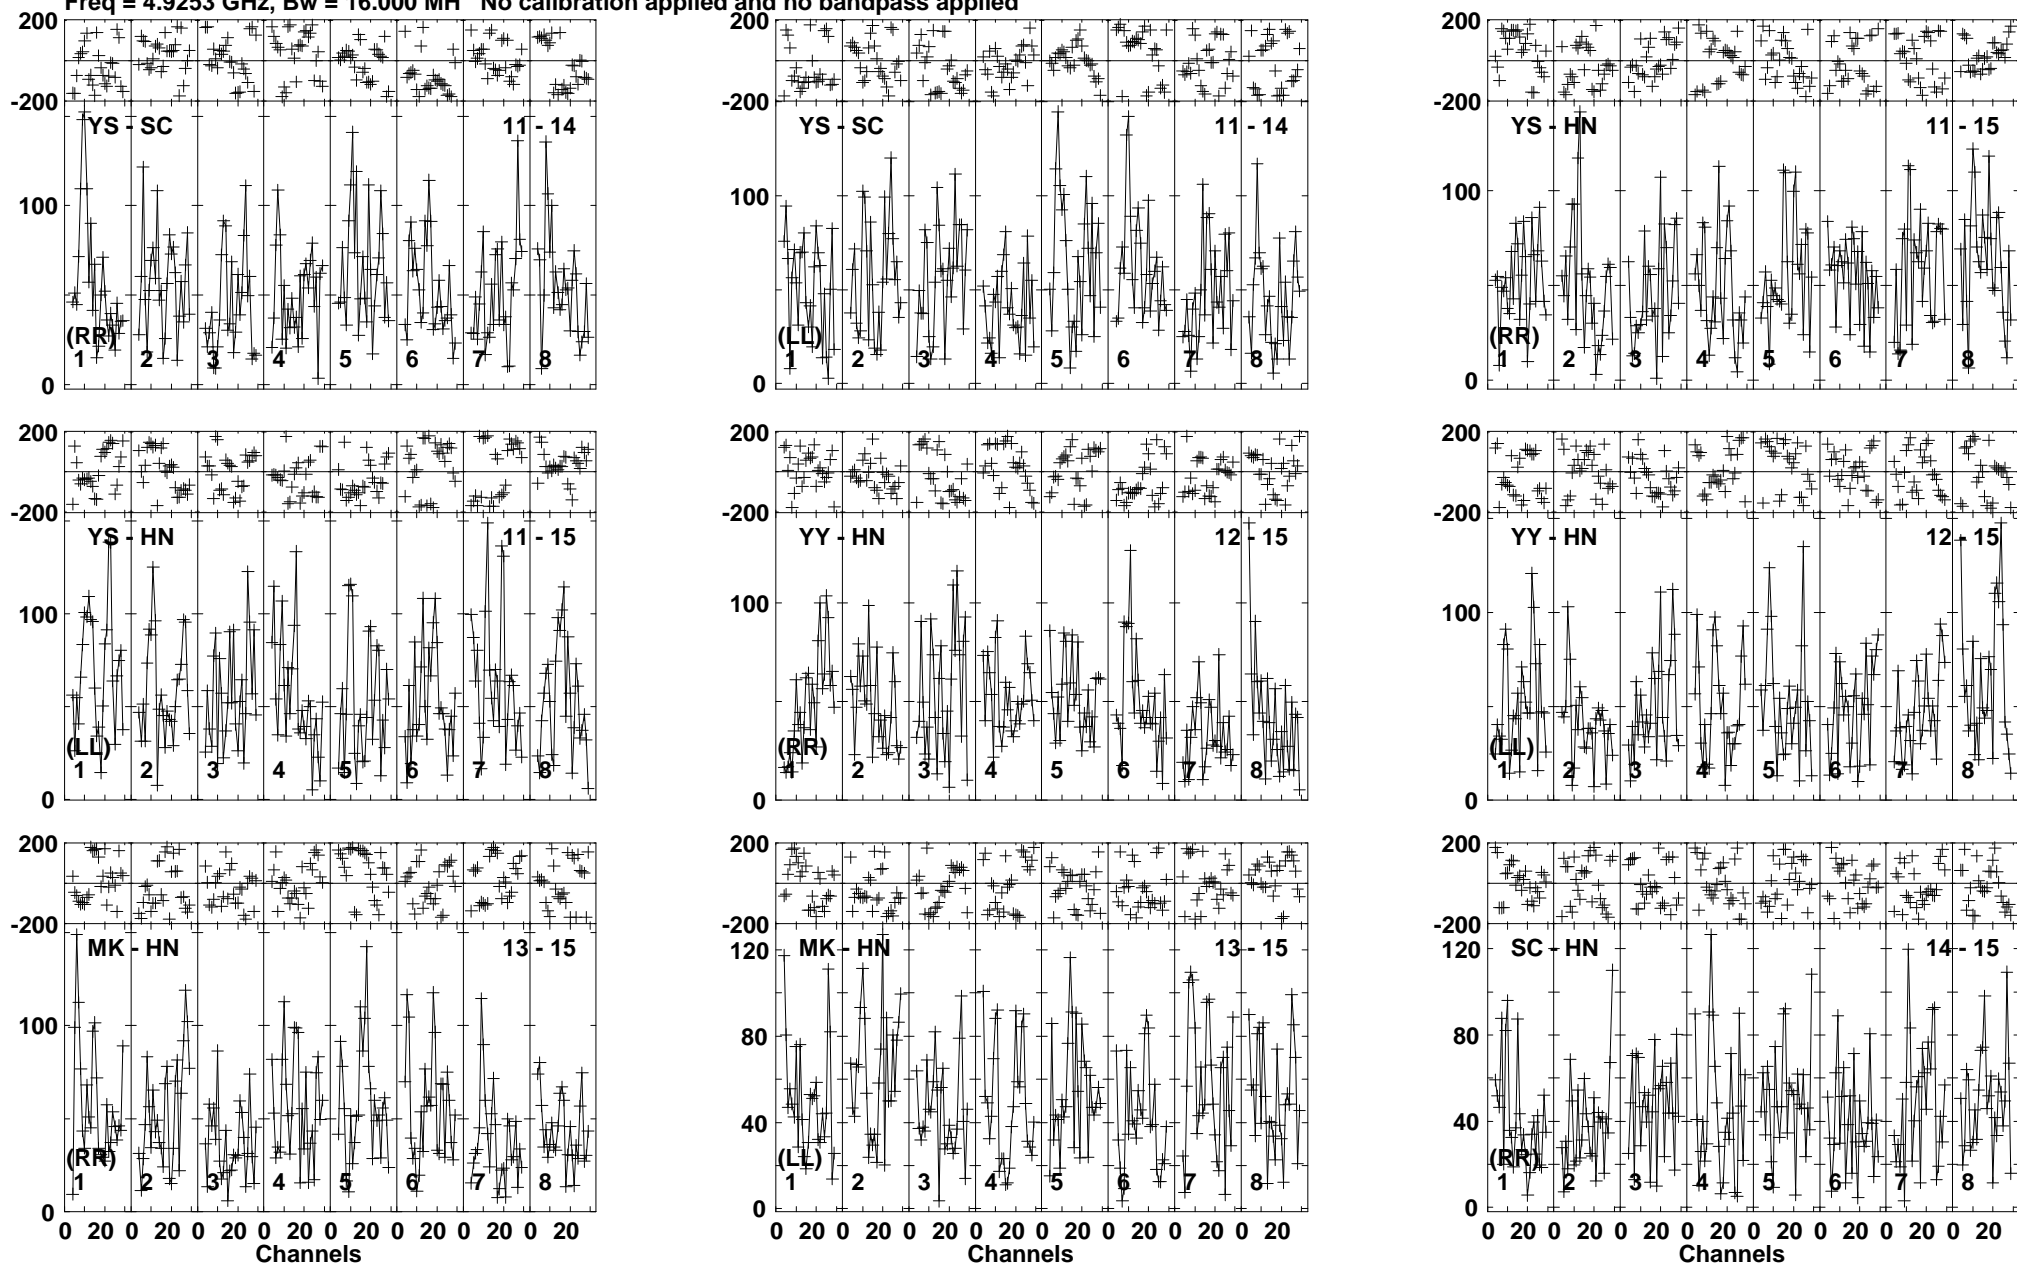 Freq = 4.9253 GHz, Bw = 16.000 MH No calibration applied and no bandpass applied
200 200 200
-200 -200 -200
YS - SC 11 - 14 YS - SC 11 - 14 YS - HN 11 - 15
100 100 100
(RR) (LL) (RR)
1 2 3 4 5 6 7 8 1 2 3 4 5 6 7 8 1 2 3 4 5 6 7 8
0 0 0
200 200 200
-200 -200 -200
YS - HN 11 - 15 YY - HN 12 - 15 YY - HN 12 - 15
100 100 100
(LL) (RR) (LL)
1 2 3 4 5 6 7 8 1 2 3 4 5 6 7 8 1 2 3 4 5 6 7 8
0 0 0
200 200 200
-200 -200 -200
MK - HN 13 - 15 MK - HN 13 - 15 SC - HN 14 - 15
120 120
100
80 80
40 40
(RR) (LL) (RR)
1 2 3 4 5 6 7 8 1 2 3 4 5 6 7 8 1 2 3 4 5 6 7 8
0 0 0
0 20 0 20 0 20 0 20 0 20 0 20 0 20 0 20 0 20 0 20 0 20 0 20 0 20 0 20 0 20 0 20 0 20 0 20 0 20 0 20 0 20 0 20 0 20 0 20
Channels Channels Channels